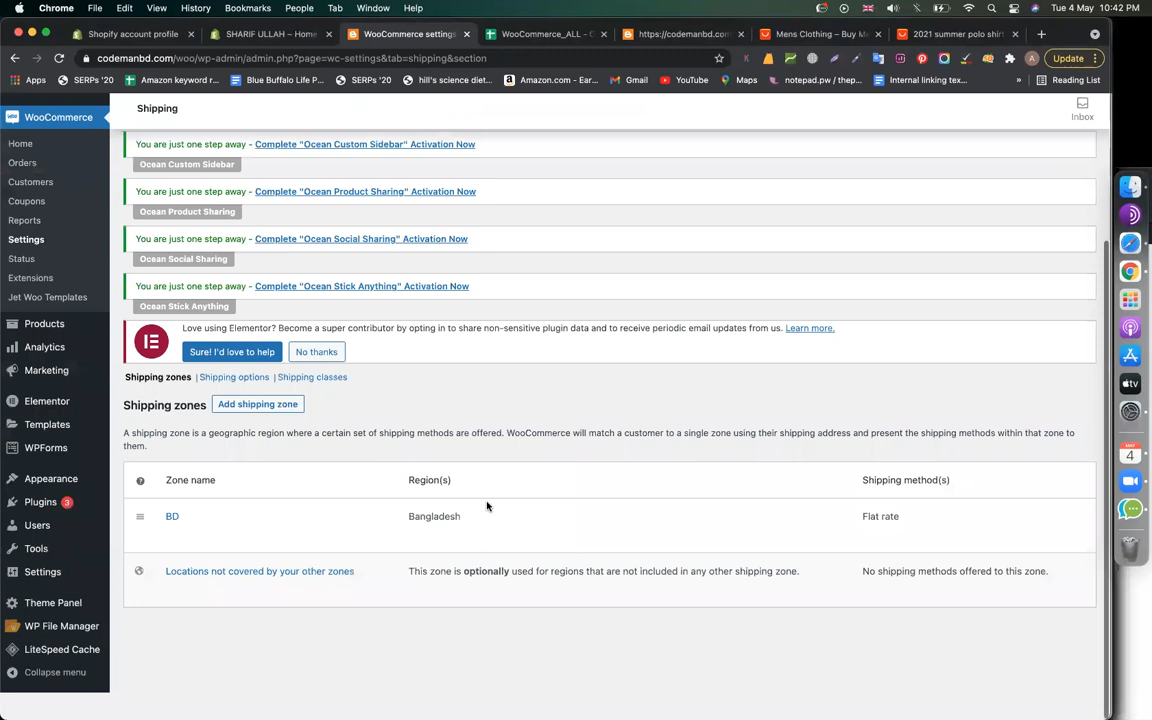 Chrome File Edit View History Bookmarks People Tab Window Help Tue 4 May 10:42 PM
Shopify account profile SHARIF ULLAH – Home WooCommerce settings WooCommerce_ALL - G https://codemanbd.com Mens Clothing – Buy M 2021 summer polo shirt
codemanbd.com/woo/wp-admin/admin.php?page=wc-settings&tab=shipping&section A Update
Apps SERPs '20 Amazon keyword r... Blue Buffalo Life P... SERPs '20 hill's science diet... Amazon.com - Ear... Gmail YouTube Maps notepad.pw / thep... Internal linking tex... » Reading List
WooCommerce
Home
Orders
Customers
Coupons
Reports
Settings
Status
Extensions
Jet Woo Templates
Products
Analytics
Marketing
Elementor
Templates
WPForms
Appearance
Plugins 3
Users
Tools
Settings
Theme Panel
WP File Manager
LiteSpeed Cache
Collapse menu
Shipping
Inbox
You are just one step away - Complete "Ocean Custom Sidebar" Activation Now
Ocean Custom Sidebar
You are just one step away - Complete "Ocean Product Sharing" Activation Now
Ocean Product Sharing
You are just one step away - Complete "Ocean Social Sharing" Activation Now
Ocean Social Sharing
You are just one step away - Complete "Ocean Stick Anything" Activation Now
Ocean Stick Anything
Love using Elementor? Become a super contributor by opting in to share non-sensitive plugin data and to receive periodic email updates from us. Learn more.
Sure! I'd love to help No thanks
Shipping zones | Shipping options | Shipping classes
Shipping zones Add shipping zone
A shipping zone is a geographic region where a certain set of shipping methods are offered. WooCommerce will match a customer to a single zone using their shipping address and present the shipping methods within that zone to
them.
Zone name Region(s) Shipping method(s)
BD Bangladesh Flat rate
Locations not covered by your other zones This zone is optionally used for regions that are not included in any other shipping zone. No shipping methods offered to this zone.
MAY
4
tv